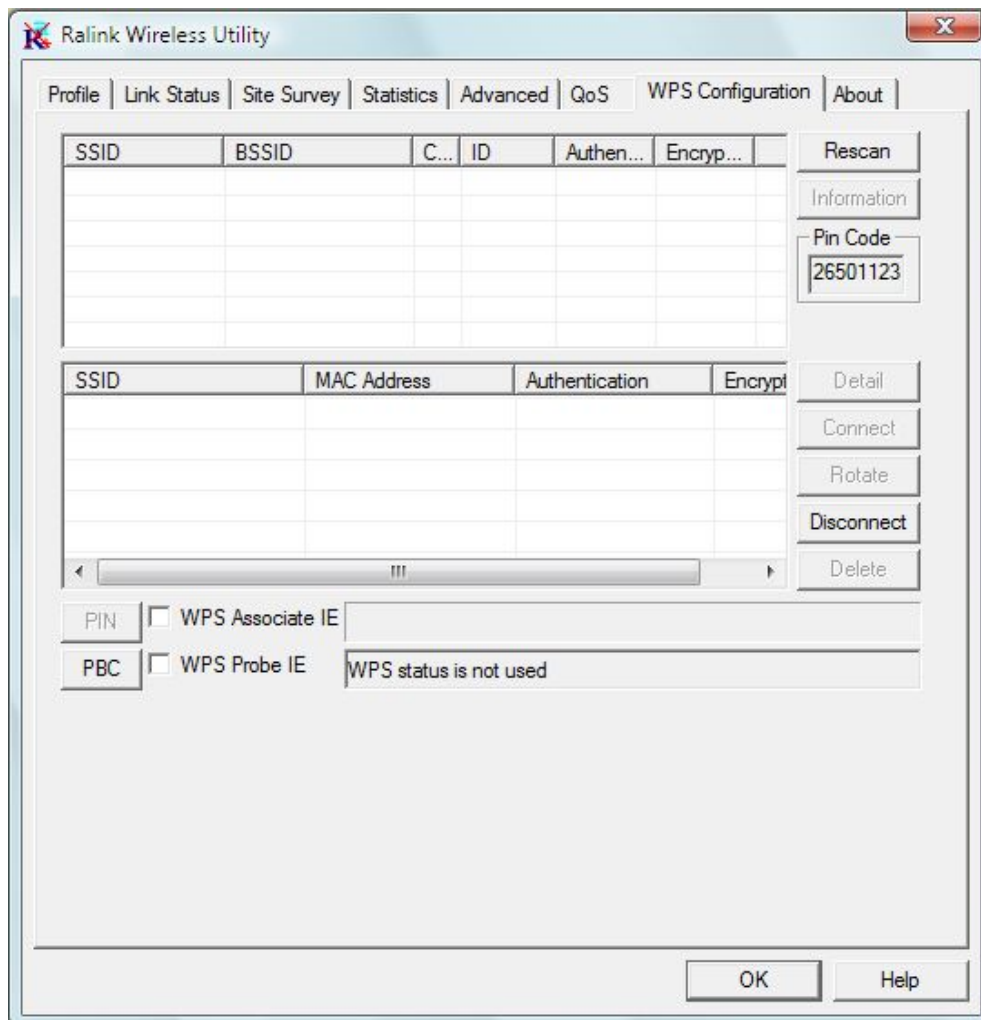 Ralink Wireless Utility
Profile Link Status Site Survey Statistics Advanced QoS WPS Configuration About
SSID BSSID C... ID Authen... Encryp...
Rescan
Information
Pin Code
26501123
SSID MAC Address Authentication Encrypt
Detail
Connect
Rotate
Disconnect
Delete
PIN WPS Associate IE
PBC WPS Probe IE WPS status is not used
OK Help